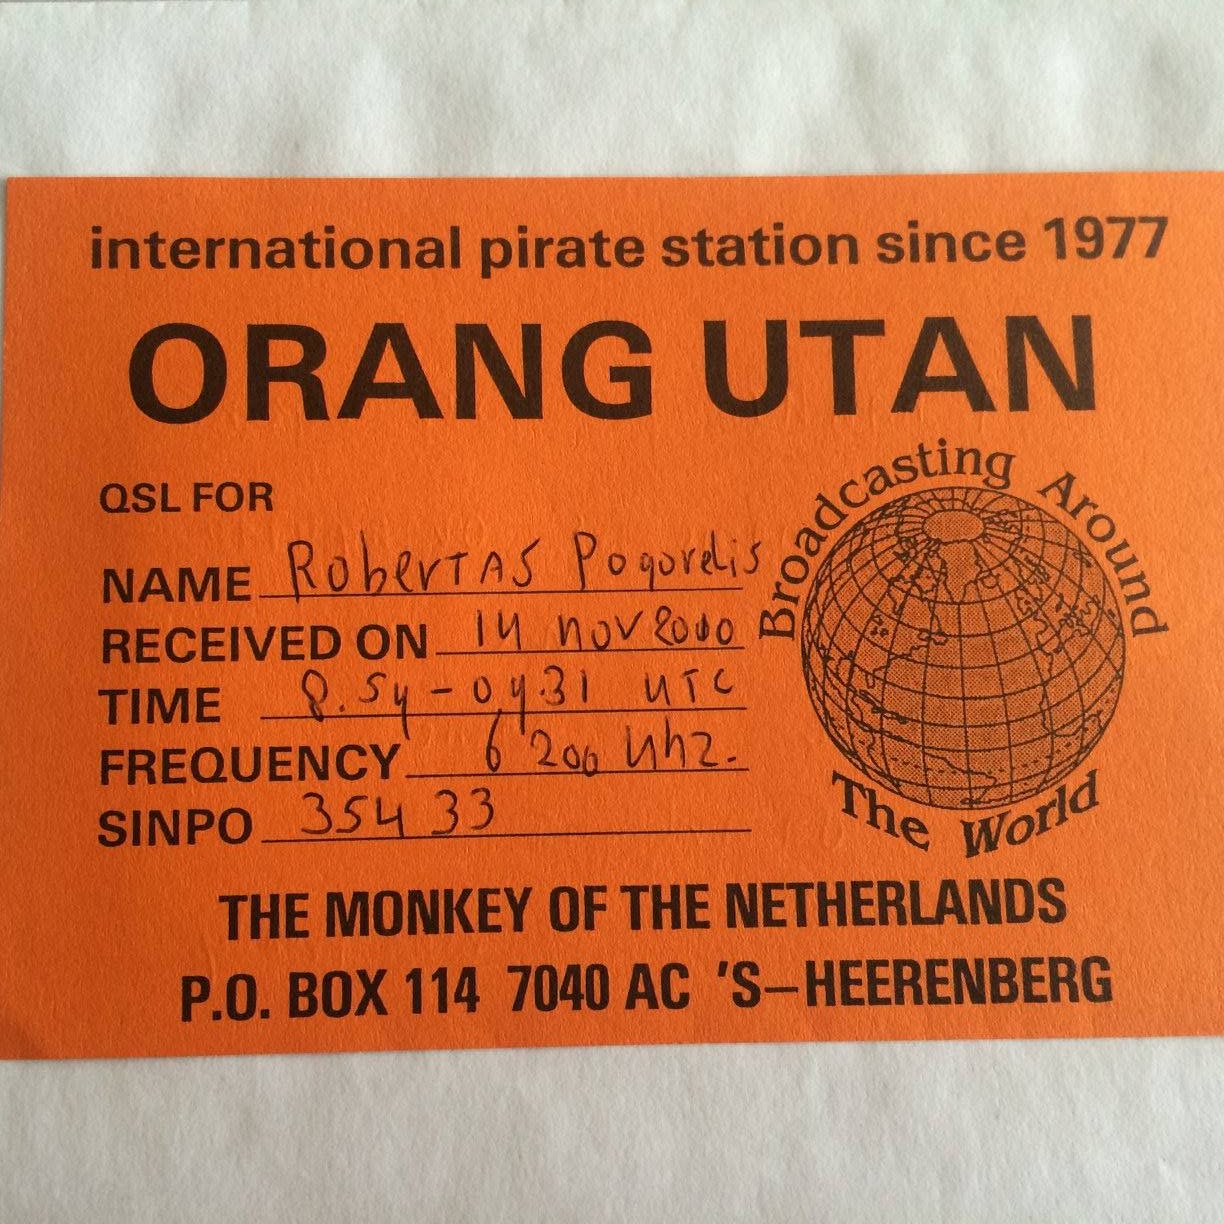 international pirate station since 1977
ORANG UTAN
QSL FOR
NAME RobertAS Pogorelis
RECEIVED ON 14 nov 2000
TIME 8.54 - 09.31 UTC
FREQUENCY 6200 khz.
SINPO 35433
Broadcasting Around
The World
THE MONKEY OF THE NETHERLANDS
P.O. BOX 114 7040 AC 'S–HEERENBERG